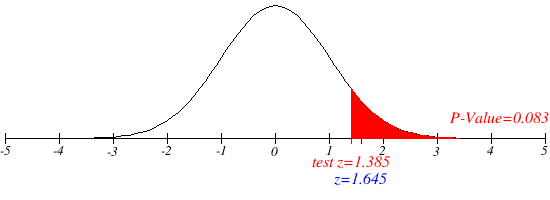 P-Value=0.083
-5 -4 -3 -2 -1 0 1 2 3 4 5
test z=1.385
z=1.645